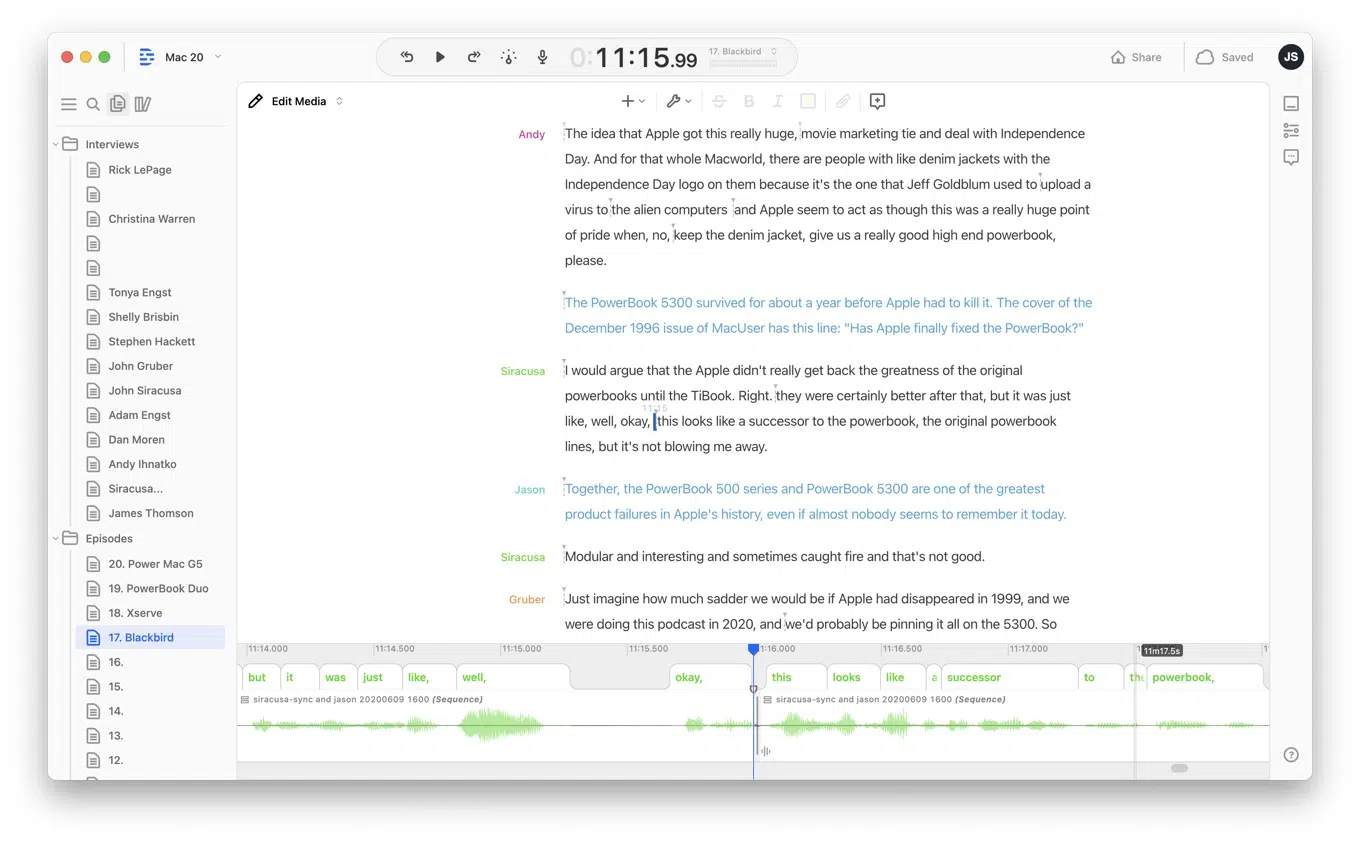 Mac 20
0:11:15.99
17. Blackbird
Share
Saved
JS
Edit Media
B
I
Interviews
Rick LePage
Christina Warren
Tonya Engst
Shelly Brisbin
Stephen Hackett
John Gruber
John Siracusa
Adam Engst
Dan Moren
Andy Ihnatko
Siracusa...
James Thomson
Episodes
20. Power Mac G5
19. PowerBook Duo
18. Xserve
17. Blackbird
16.
15.
14.
13.
12.
Andy
The idea that Apple got this really huge, movie marketing tie and deal with Independence
Day. And for that whole Macworld, there are people with like denim jackets with the
Independence Day logo on them because it's the one that Jeff Goldblum used to upload a
virus to the alien computers and Apple seem to act as though this was a really huge point
of pride when, no, keep the denim jacket, give us a really good high end powerbook,
please.
The PowerBook 5300 survived for about a year before Apple had to kill it. The cover of the
December 1996 issue of MacUser has this line: "Has Apple finally fixed the PowerBook?"
Siracusa
I would argue that the Apple didn't really get back the greatness of the original
powerbooks until the TiBook. Right. they were certainly better after that, but it was just
11:15
like, well, okay, this looks like a successor to the powerbook, the original powerbook
lines, but it's not blowing me away.
Jason
Together, the PowerBook 500 series and PowerBook 5300 are one of the greatest
product failures in Apple's history, even if almost nobody seems to remember it today.
Siracusa
Modular and interesting and sometimes caught fire and that's not good.
Gruber
Just imagine how much sadder we would be if Apple had disappeared in 1999, and we
were doing this podcast in 2020, and we'd probably be pinning it all on the 5300. So
11:14.000 11:14.500 11:15.000 11:15.500 11:16.000 11:16.500 11:17.000 11m17.5s
but it was just like, well, okay, this looks like a successor to the powerbook,
siracusa-sync and jason 20200609 1600 (Sequence) siracusa-sync and jason 20200609 1600 (Sequence)